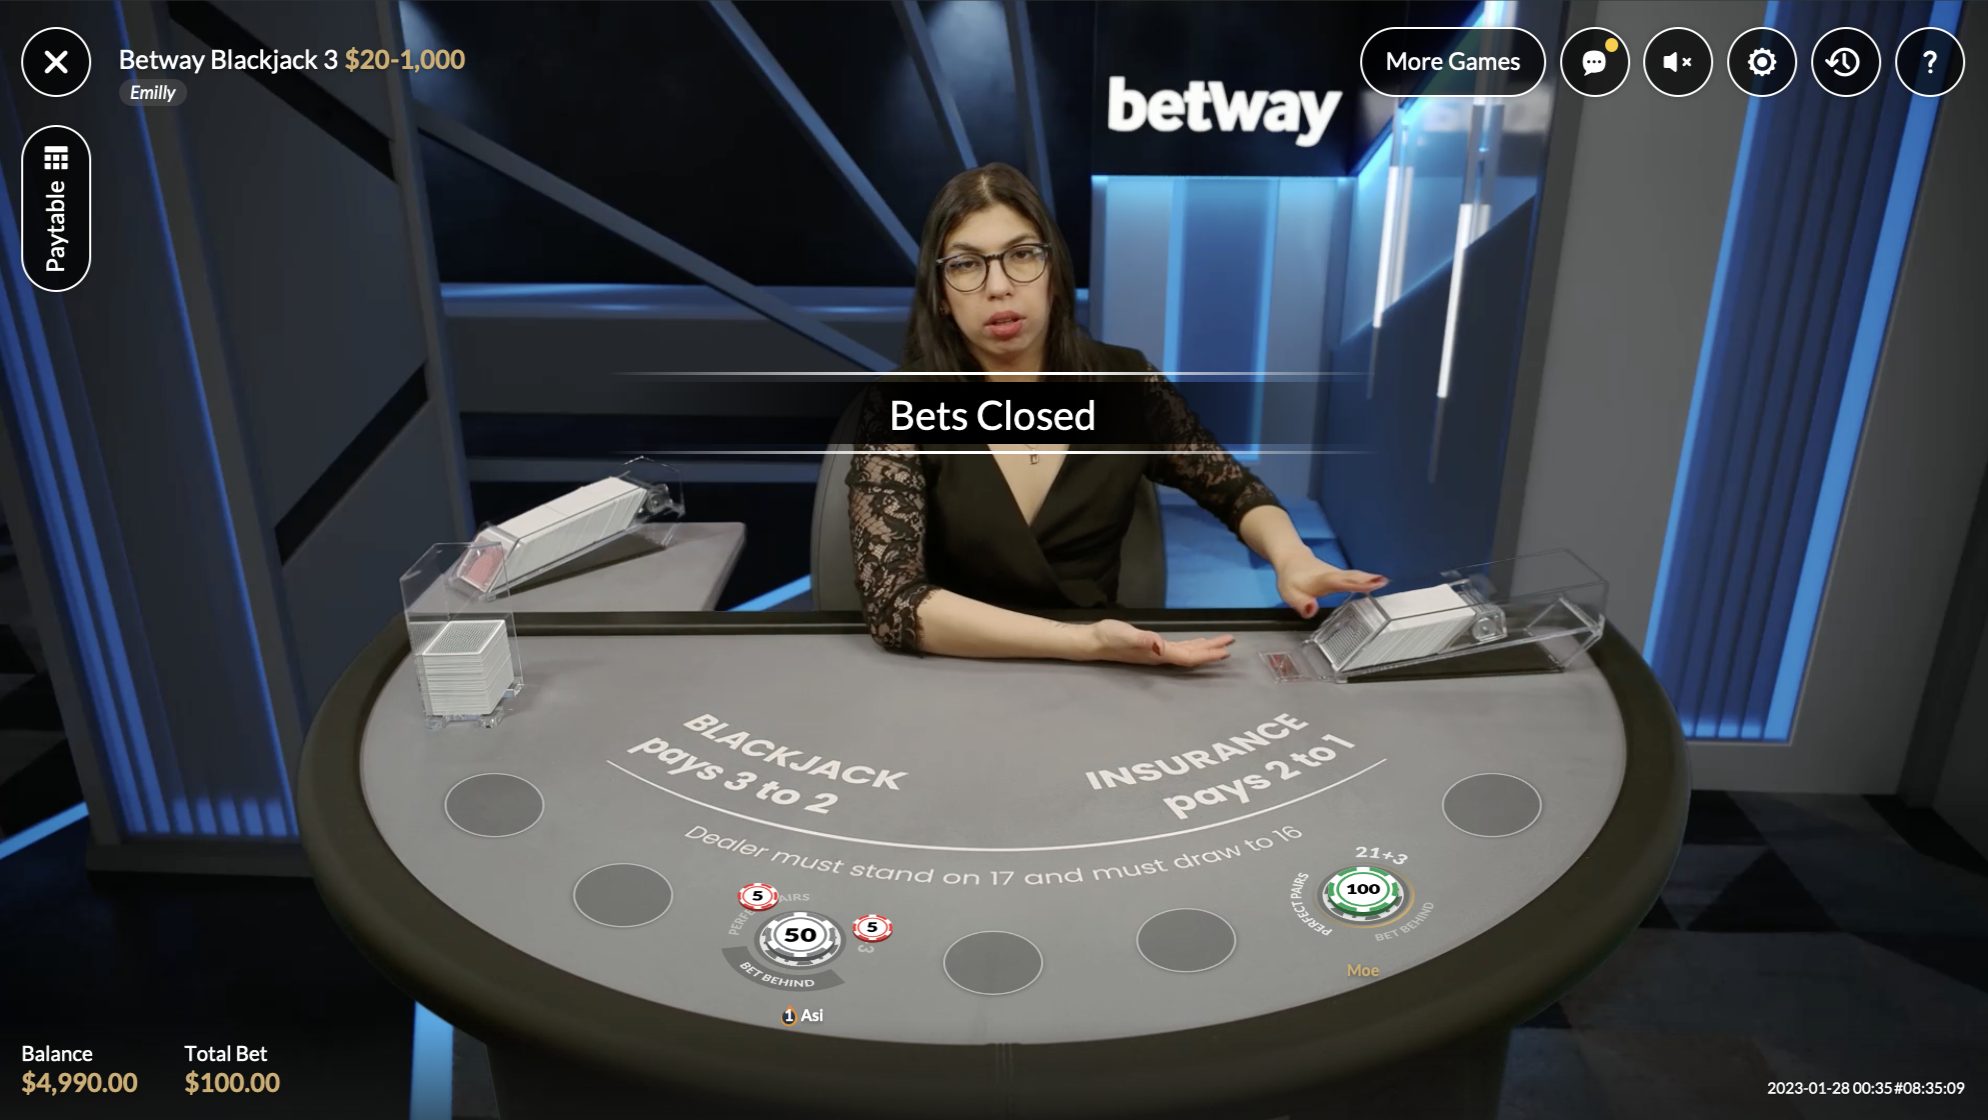 Betway Blackjack 3 $20-1,000
Emilly
More Games
?
Paytable
betway
Bets Closed
BLACKJACK
pays 3 to 2
INSURANCE
pays 2 to 1
Dealer must stand on 17 and must draw to 16
5
50
5
BET BEHIND
1 Asi
21+3
PERFECT PAIRS
100
BET BEHIND
Moe
Balance
$4,990.00
Total Bet
$100.00
2023-01-28 00:35#08:35:09